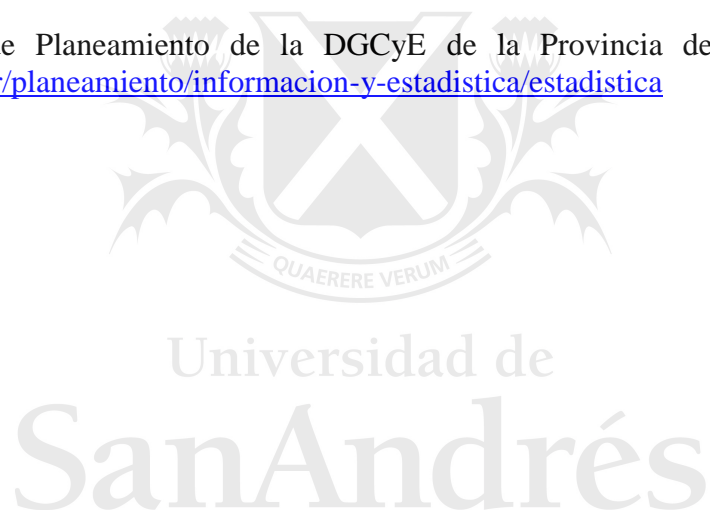 e Planeamiento de la DGCyE de la Provincia de
r/planeamiento/informacion-y-estadistica/estadistica
QUAERERE VERUM
Universidad de
SanAndrés